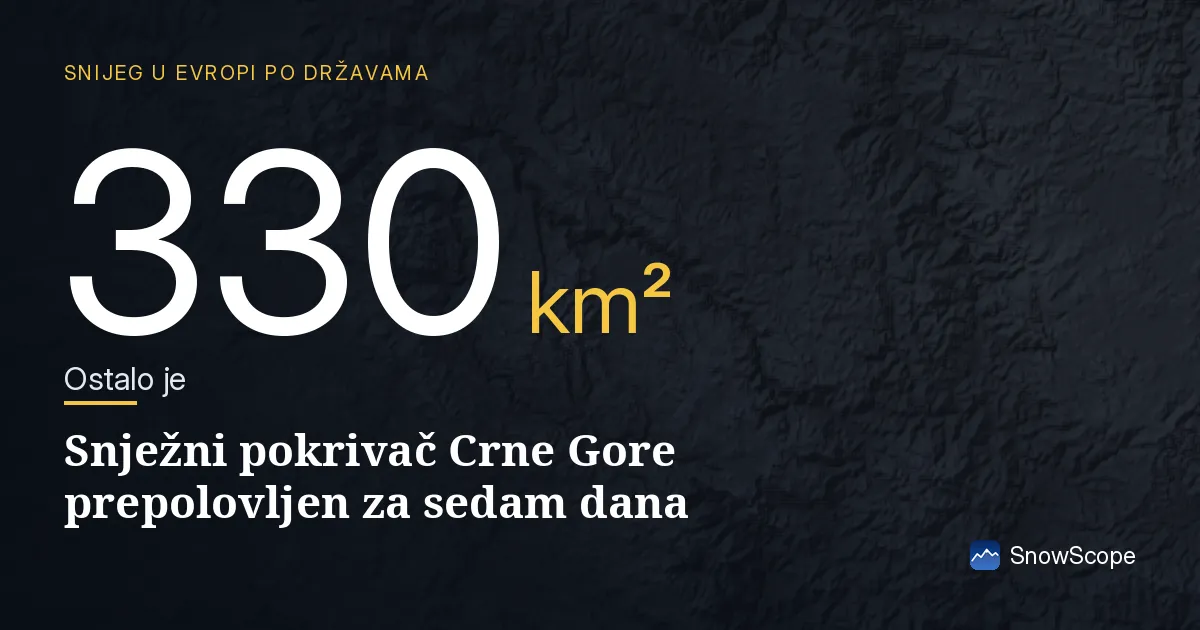 SNIJEG U EVROPI PO DRŽAVAMA
330 km²
Ostalo je
Snježni pokrivač Crne Gore
prepolovljen za sedam dana
SnowScope